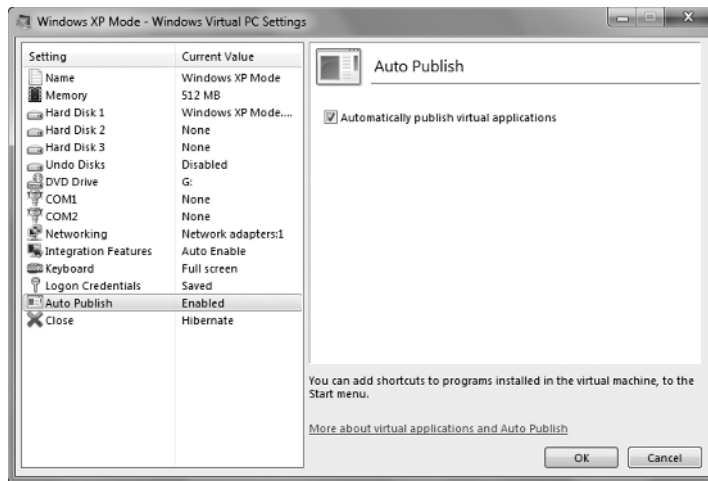 Windows XP Mode - Windows Virtual PC Settings
Setting Current Value
Name Windows XP Mode
Memory 512 MB
Hard Disk 1 Windows XP Mode....
Hard Disk 2 None
Hard Disk 3 None
Undo Disks Disabled
DVD Drive G:
COM1 None
COM2 None
Networking Network adapters:1
Integration Features Auto Enable
Keyboard Full screen
Logon Credentials Saved
Auto Publish Enabled
Close Hibernate
Auto Publish
Automatically publish virtual applications
You can add shortcuts to programs installed in the virtual machine, to the
Start menu.
More about virtual applications and Auto Publish
OK Cancel